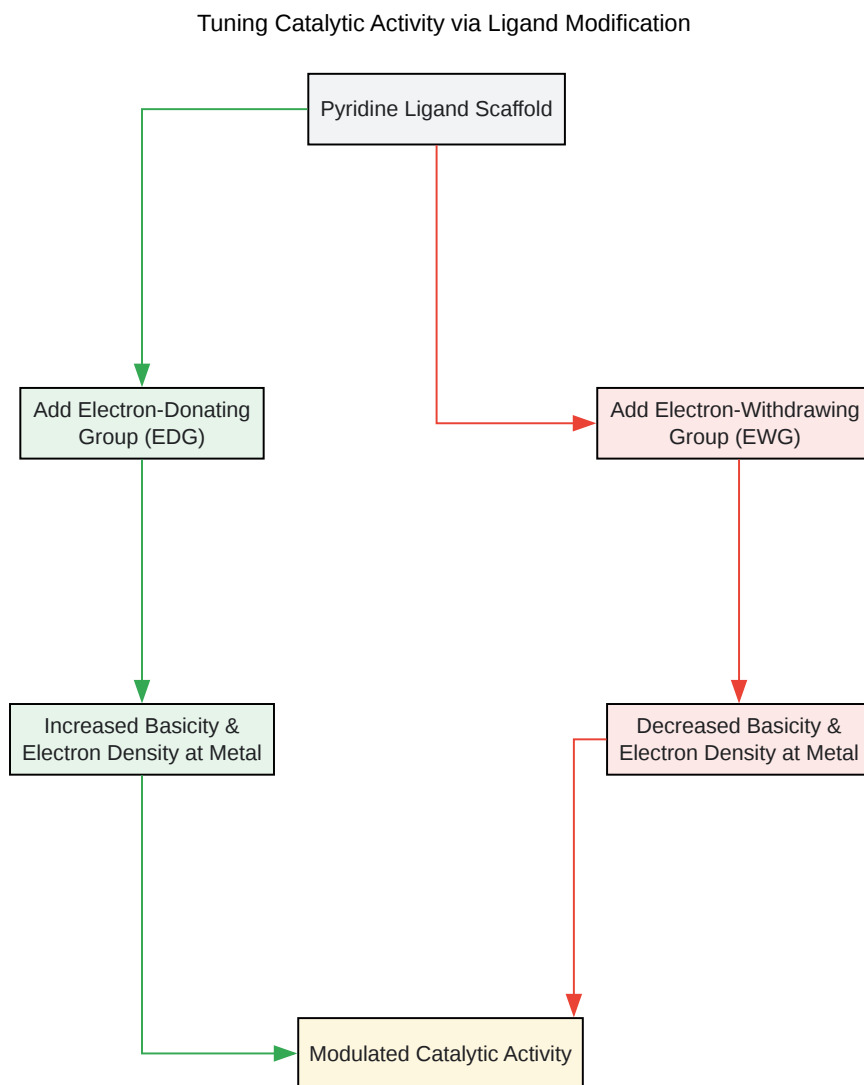 Tuning Catalytic Activity via Ligand Modification
Pyridine Ligand Scaffold
Add Electron-Donating
Group (EDG)
Add Electron-Withdrawing
Group (EWG)
Increased Basicity &
Electron Density at Metal
Decreased Basicity &
Electron Density at Metal
Modulated Catalytic Activity